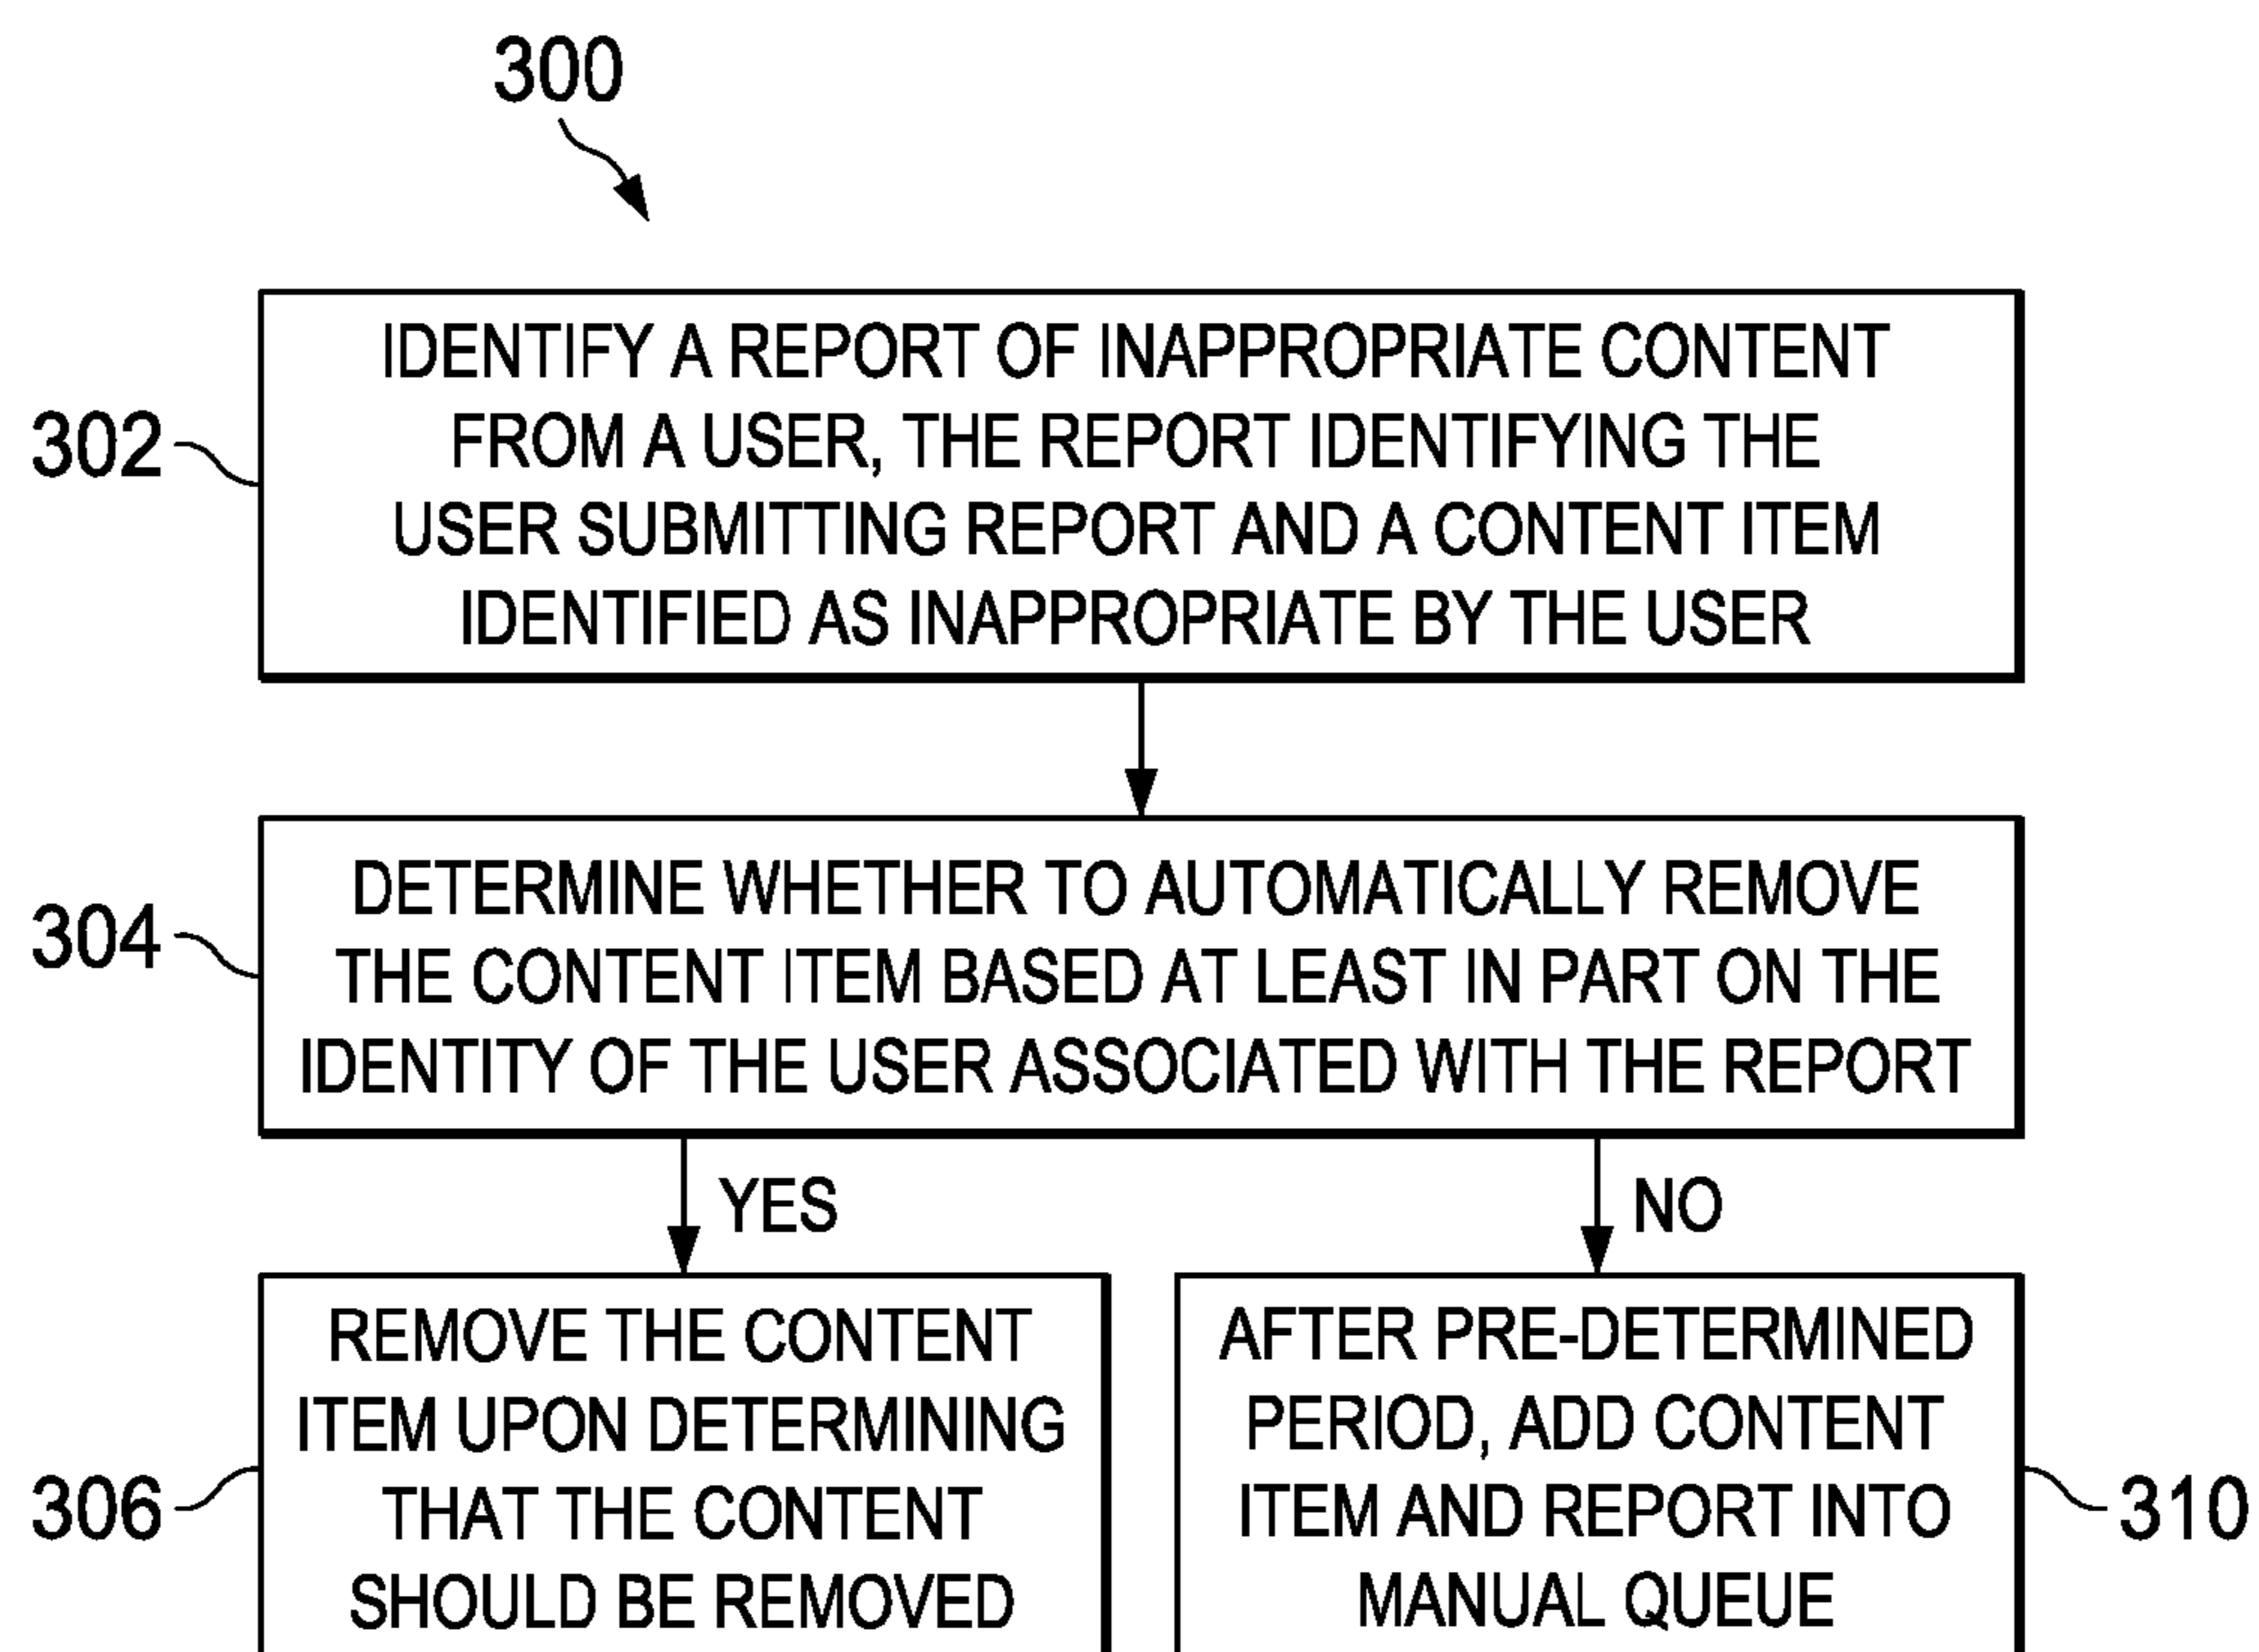 300
302
IDENTIFY A REPORT OF INAPPROPRIATE CONTENT
FROM A USER, THE REPORT IDENTIFYING THE
USER SUBMITTING REPORT AND A CONTENT ITEM
IDENTIFIED AS INAPPROPRIATE BY THE USER
304
DETERMINE WHETHER TO AUTOMATICALLY REMOVE
THE CONTENT ITEM BASED AT LEAST IN PART ON THE
IDENTITY OF THE USER ASSOCIATED WITH THE REPORT
YES
NO
306
REMOVE THE CONTENT
ITEM UPON DETERMINING
THAT THE CONTENT
SHOULD BE REMOVED
AFTER PRE-DETERMINED
PERIOD, ADD CONTENT
ITEM AND REPORT INTO
MANUAL QUEUE
310